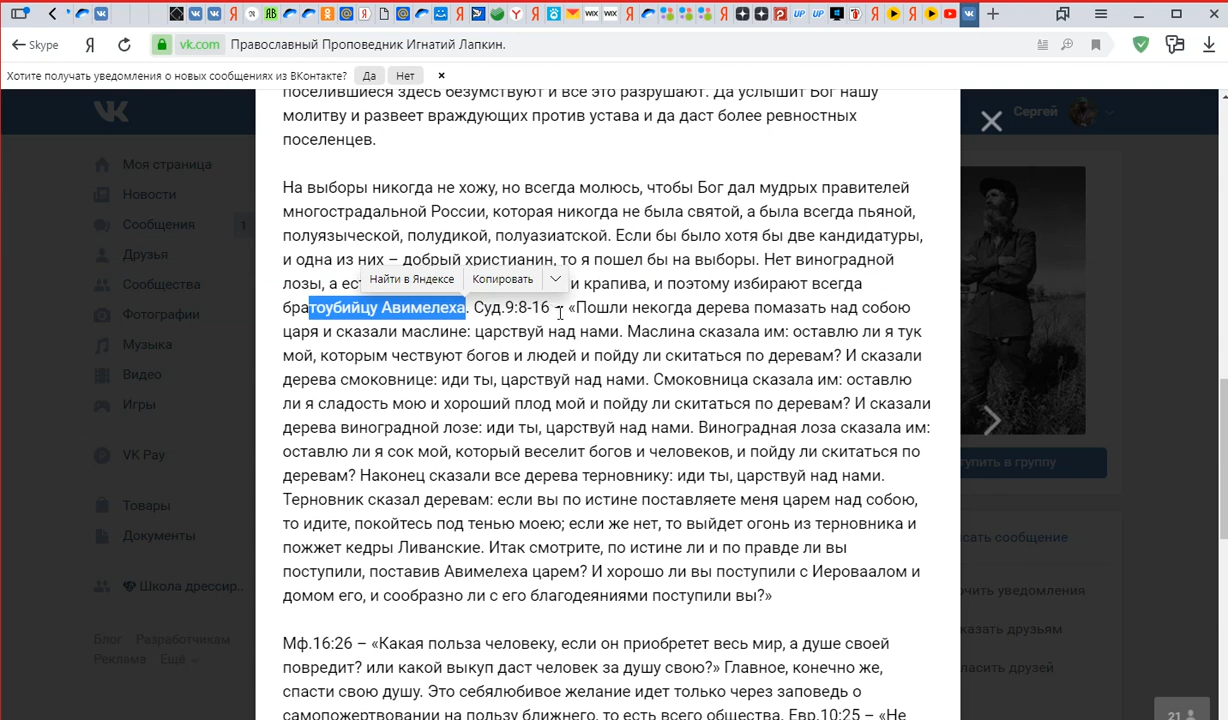 Skype
Я
vk.com
Православный Проповедник Игнатий Лапкин.
Хотите получать уведомления о новых сообщениях из ВКонтакте? Да Нет
Сергей
Моя страница
Новости
Сообщения 1
Друзья
Сообщества
Фотографии
Музыка
Видео
Игры
VK Pay
Товары
Документы
Школа дрессир..
Блог Разработчикам
Реклама Ещё
поселившиеся здесь безумствуют и все это разрушают. Да услышит Бог нашу
молитву и развеет враждующих против устава и да даст более ревностных
поселенцев.
На выборы никогда не хожу, но всегда молюсь, чтобы Бог дал мудрых правителей
многострадальной России, которая никогда не была святой, а была всегда пьяной,
полуязыческой, полудикой, полуазиатской. Если бы было хотя бы две кандидатуры,
и одна из них – добрый христианин, то я пошел бы на выборы. Нет виноградной
Найти в Яндексе Копировать
лозы, а ес и крапива, и поэтому избирают всегда
братоубийцу Авимелеха. Суд.9:8-16 – «Пошли некогда дерева помазать над собою
царя и сказали маслине: царствуй над нами. Маслина сказала им: оставлю ли я тук
мой, которым чествуют богов и людей и пойду ли скитаться по деревам? И сказали
дерева смоковнице: иди ты, царствуй над нами. Смоковница сказала им: оставлю
ли я сладость мою и хороший плод мой и пойду ли скитаться по деревам? И сказали
дерева виноградной лозе: иди ты, царствуй над нами. Виноградная лоза сказала им:
оставлю ли я сок мой, который веселит богов и человеков, и пойду ли скитаться по
деревам? Наконец сказали все дерева терновнику: иди ты, царствуй над нами.
Терновник сказал деревам: если вы по истине поставляете меня царем над собою,
то идите, покойтесь под тенью моею; если же нет, то выйдет огонь из терновника и
пожжет кедры Ливанские. Итак смотрите, по истине ли и по правде ли вы
поступили, поставив Авимелеха царем? И хорошо ли вы поступили с Иероваалом и
домом его, и сообразно ли с его благодеяниями поступили вы?»
Мф.16:26 – «Какая польза человеку, если он приобретет весь мир, а душе своей
повредит? или какой выкуп даст человек за душу свою?» Главное, конечно же,
спасти свою душу. Это себялюбивое желание идет только через заповедь о
самопожертвовании на пользу ближнего, то есть всего общества. Евр.10:25 – «Не
тупить в группу
исать сообщение
ючить уведомления
казать друзьям
ласить друзей
21